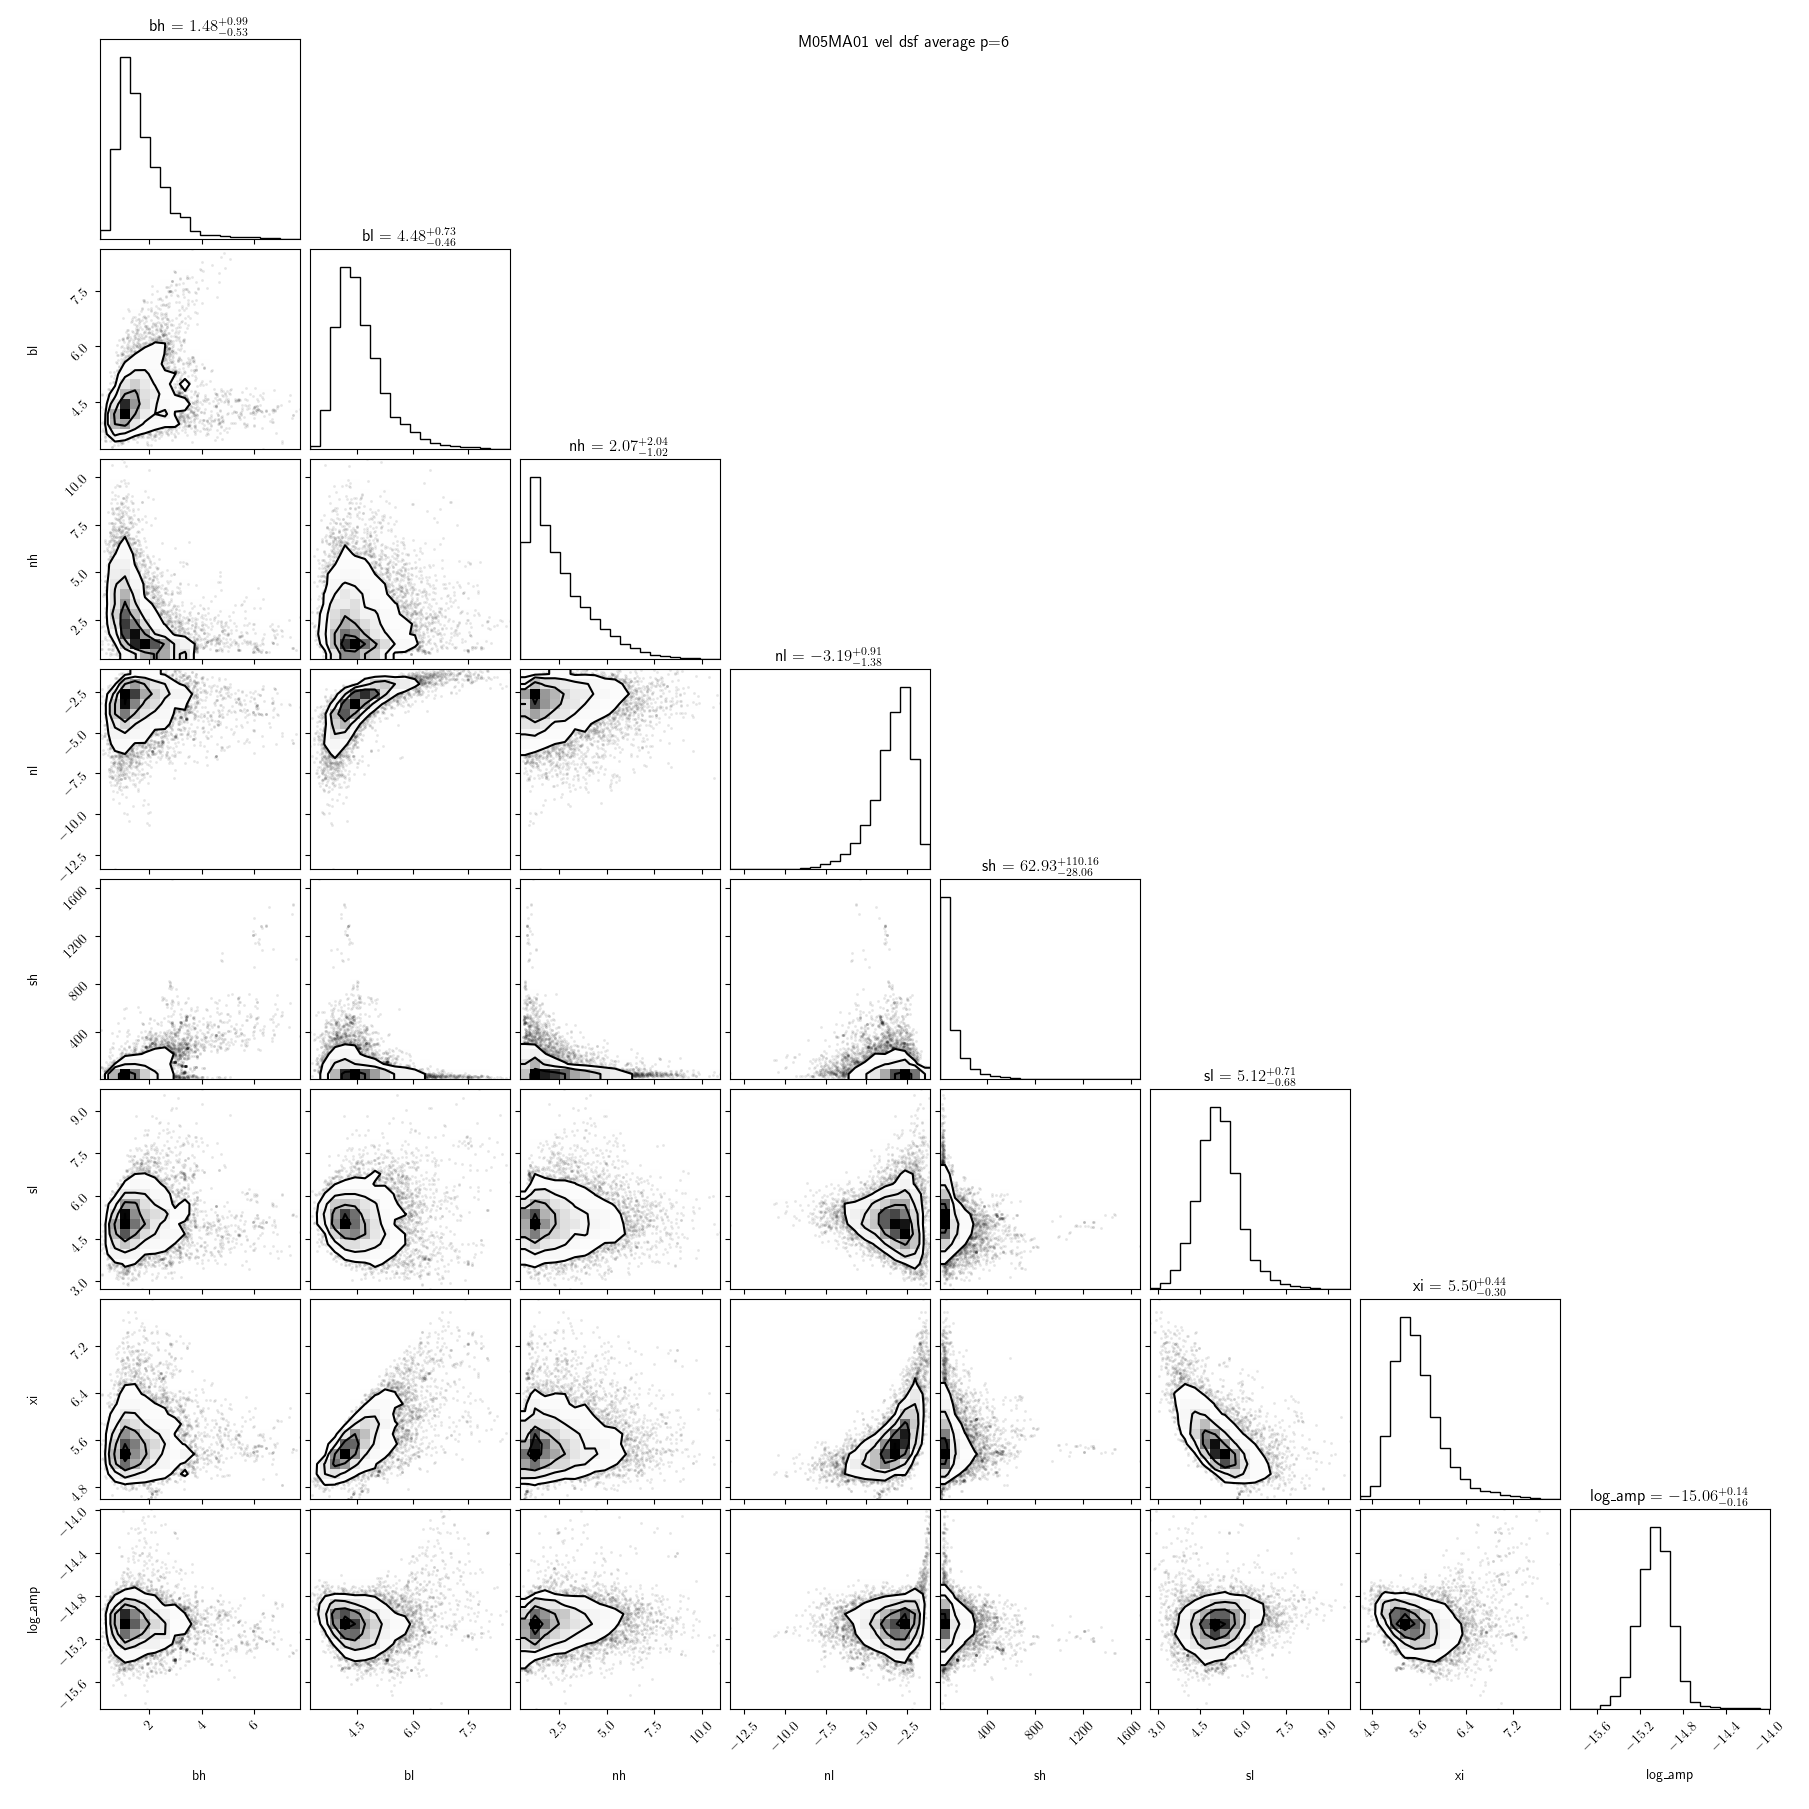 bh = 1.48+0.99−0.53
M05MA01 vel dsf average p=6
bl = 4.48+0.73−0.46
bl
7.5
6.0
4.5
nh = 2.07+2.04−1.02
nh
10.0
7.5
5.0
2.5
nl = −3.19+0.91−1.38
nl
−2.5
−5.0
−7.5
−10.0
−12.5
sh = 62.93+110.16−28.06
sh
1600
1200
800
400
sl = 5.12+0.71−0.68
sl
9.0
7.5
6.0
4.5
3.0
xi = 5.50+0.44−0.30
xi
7.2
6.4
5.6
4.8
log_amp = −15.06+0.14−0.16
log_amp
−14.0
−14.4
−14.8
−15.2
−15.6
2 4 6 4.5 6.0 7.5 2.5 5.0 7.5 10.0 −12.5 −10.0 −7.5 −5.0 −2.5 400 800 1200 1600 3.0 4.5 6.0 7.5 9.0 4.8 5.6 6.4 7.2 −15.6 −15.2 −14.8 −14.4 −14.0
bh bl nh nl sh sl xi log_amp